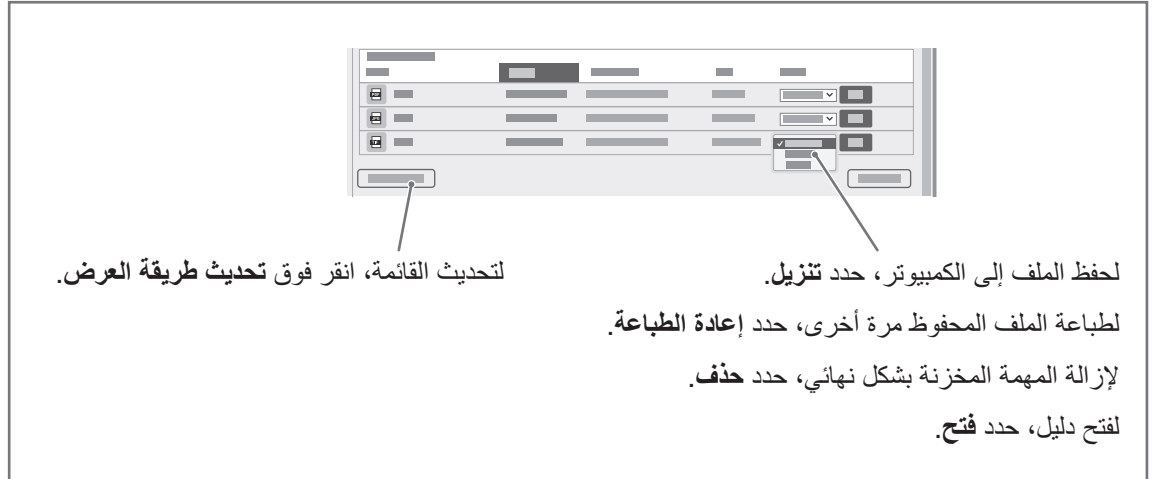 لحفظ الملف إلى الكمبيوتر، حدد تنزيل.
لطباعة الملف المحفوظ مرة أخرى، حدد إعادة الطباعة.
لإزالة المهمة المخزنة بشكل نهائي، حدد حذف.
لفتح دليل، حدد فتح.
لتحديث القائمة، انقر فوق تحديث طريقة العرض.